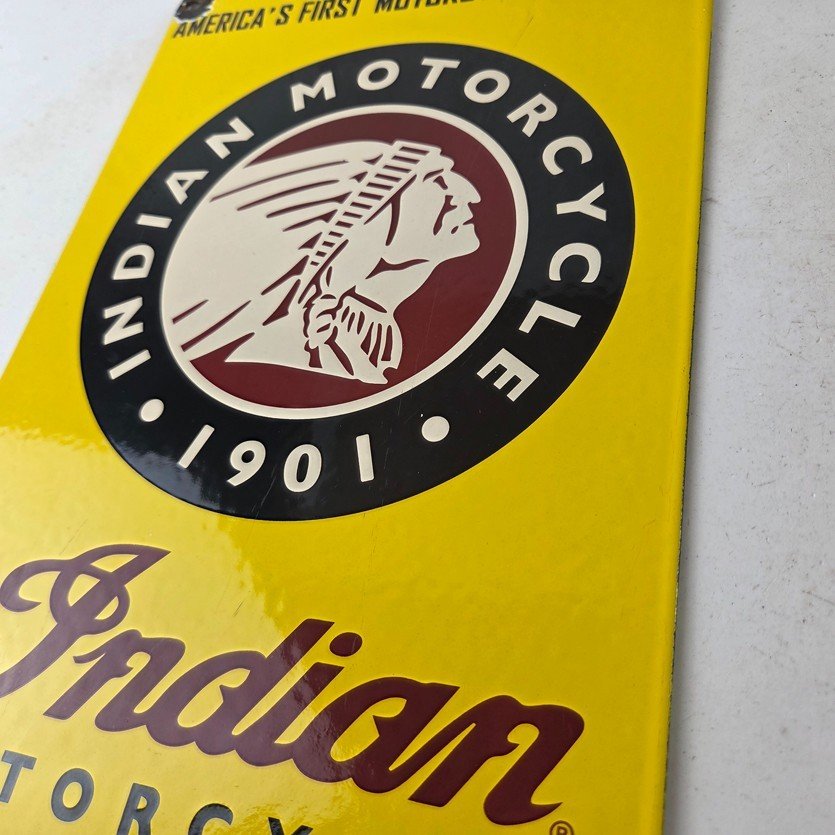 AMERICA'S FIRST
INDIAN MOTORCYCLE
• 1901 •
Indian
®